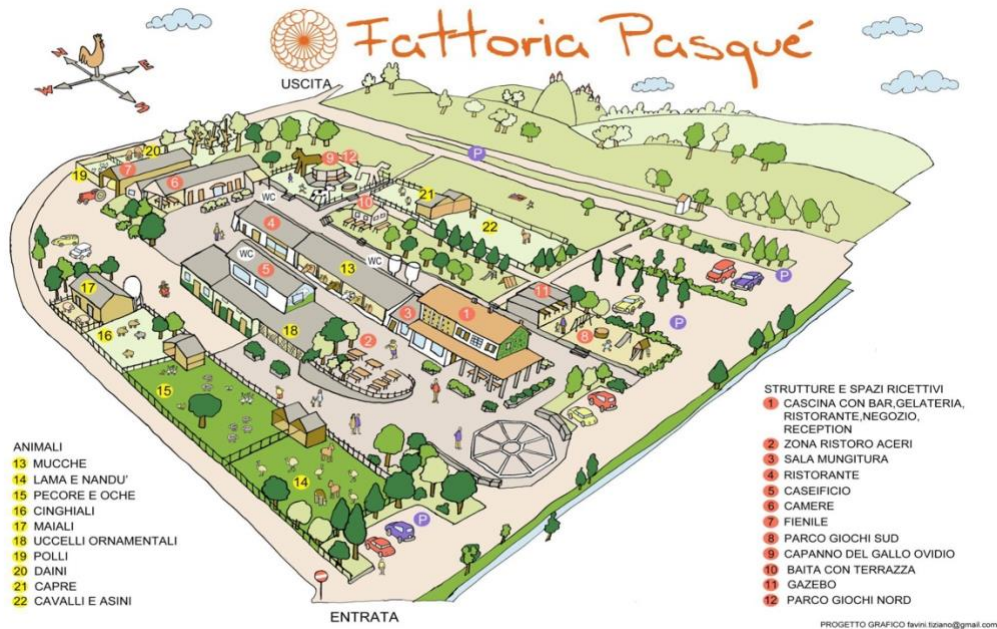 Fattoria Pasqué
USCITA
E
W
20
19
7
6
9
12
P
21
10
22
WC
4
WC
WC
13
5
11
P
17
3
1
P
16
18
2
8
15
14
P
ENTRATA
ANIMALI
13 MUCCHE
14 LAMA E NANDU'
15 PECORE E OCHE
16 CINGHIALI
17 MAIALI
18 UCCELLI ORNAMENTALI
19 POLLI
20 DAINI
21 CAPRE
22 CAVALLI E ASINI
STRUTTURE E SPAZI RICETTIVI
1 CASCINA CON BAR,GELATERIA,
RISTORANTE,NEGOZIO,
RECEPTION
2 ZONA RISTORO ACERI
3 SALA MUNGITURA
4 RISTORANTE
5 CASEIFICIO
6 CAMERE
7 FIENILE
8 PARCO GIOCHI SUD
9 CAPANNO DEL GALLO OVIDIO
10 BAITA CON TERRAZZA
11 GAZEBO
12 PARCO GIOCHI NORD
PROGETTO GRAFICO favini.tiziano@gmail.com